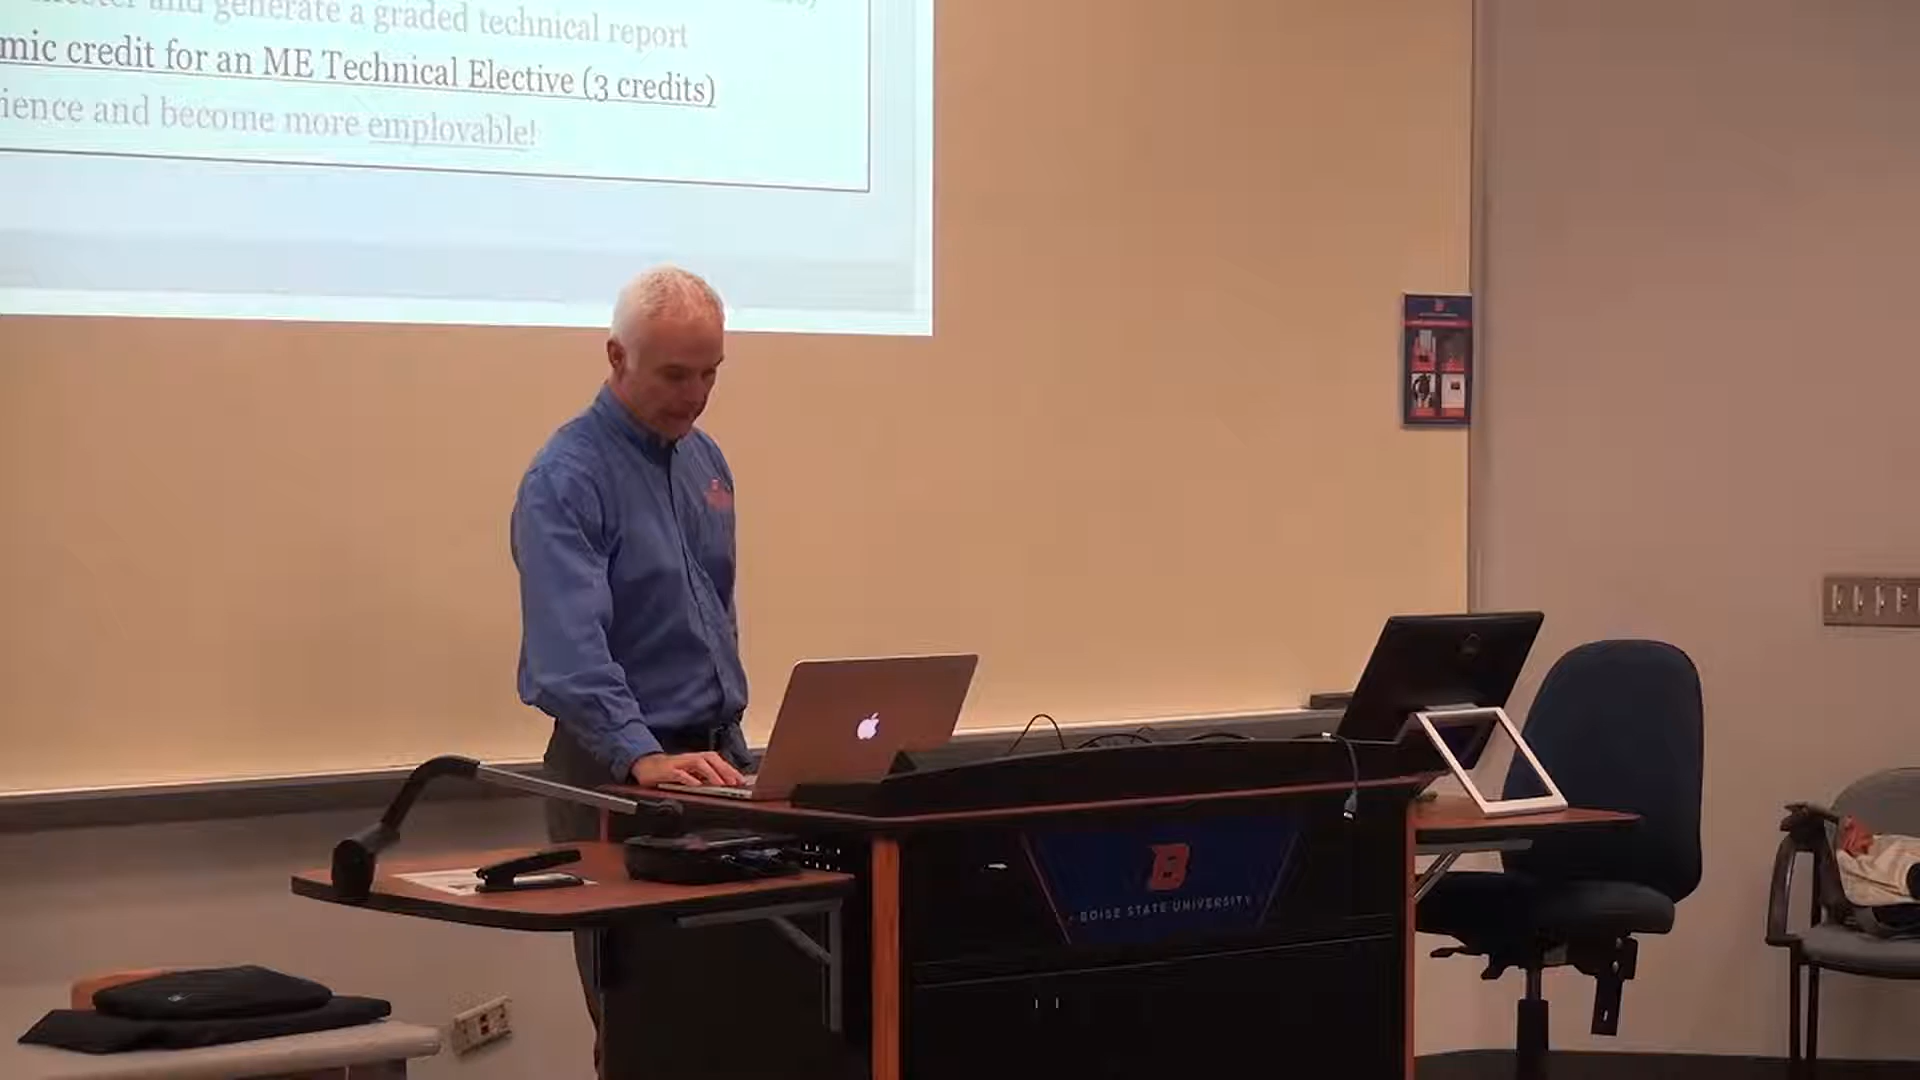 and generate a graded technical report
mic credit for an ME Technical Elective (3 credits)
ience and become more employable!
B
BOISE STATE UNIVERSITY